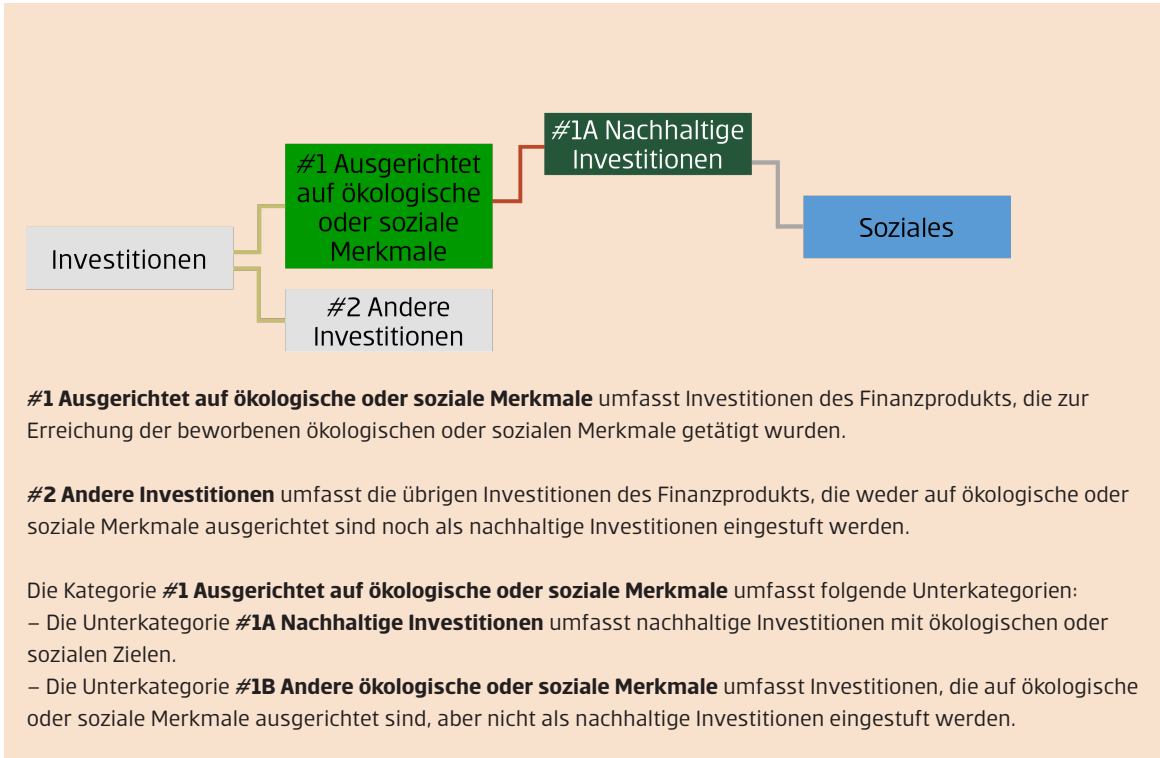 #1A Nachhaltige
Investitionen
#1 Ausgerichtet
auf ökologische
oder soziale
Merkmale
Soziales
Investitionen
#2 Andere
Investitionen
#1 Ausgerichtet auf ökologische oder soziale Merkmale umfasst Investitionen des Finanzprodukts, die zur
Erreichung der beworbenen ökologischen oder sozialen Merkmale getätigt wurden.
#2 Andere Investitionen umfasst die übrigen Investitionen des Finanzprodukts, die weder auf ökologische oder
soziale Merkmale ausgerichtet sind noch als nachhaltige Investitionen eingestuft werden.
Die Kategorie #1 Ausgerichtet auf ökologische oder soziale Merkmale umfasst folgende Unterkategorien:
– Die Unterkategorie #1A Nachhaltige Investitionen umfasst nachhaltige Investitionen mit ökologischen oder
sozialen Zielen.
– Die Unterkategorie #1B Andere ökologische oder soziale Merkmale umfasst Investitionen, die auf ökologische
oder soziale Merkmale ausgerichtet sind, aber nicht als nachhaltige Investitionen eingestuft werden.